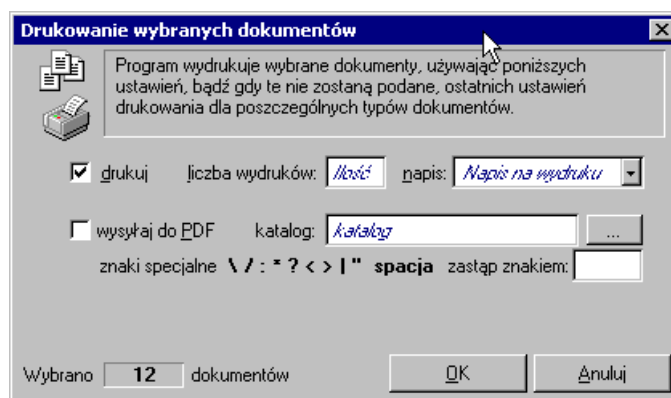 Drukowanie wybranych dokumentów
Program wydrukuje wybrane dokumenty, używając poniższych
ustawień, bądź gdy te nie zostaną podane, ostatnich ustawień
drukowania dla poszczególnych typów dokumentów.
drukuj liczba wydruków: Ilość napis: Napis na wydruku
wysyłaj do PDF katalog: katalog ...
znaki specjalne \ / : * ? < > | " spacja zastąp znakiem:
Wybrano 12 dokumentów OK Anuluj